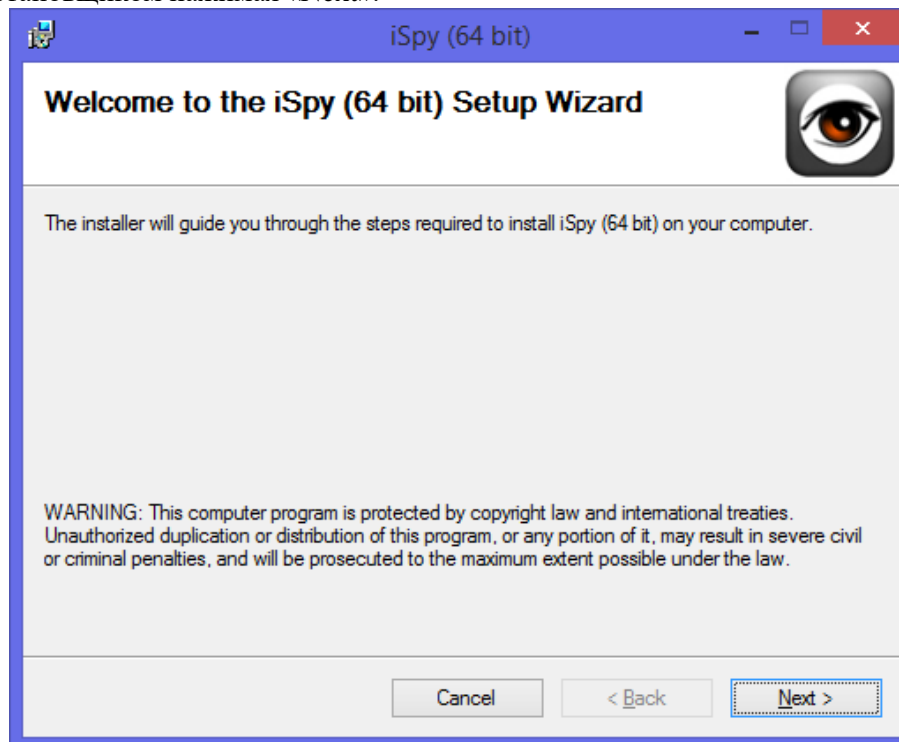 iSpy (64 bit)
Welcome to the iSpy (64 bit) Setup Wizard
The installer will guide you through the steps required to install iSpy (64 bit) on your computer.
WARNING: This computer program is protected by copyright law and international treaties.
Unauthorized duplication or distribution of this program, or any portion of it, may result in severe civil
or criminal penalties, and will be prosecuted to the maximum extent possible under the law.
Cancel
< Back
Next >